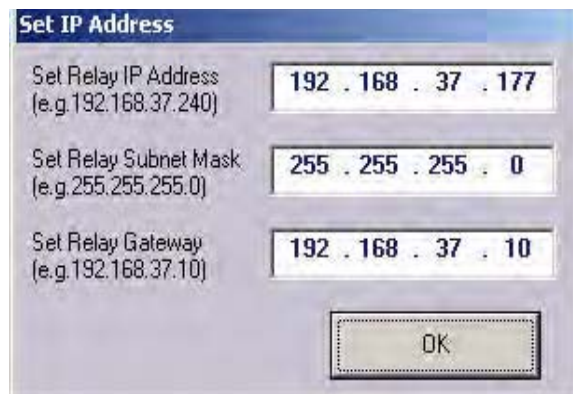 Set IP Address
Set Relay IP Address
(e.g.192.168.37.240)
192 . 168 . 37 . 177
Set Relay Subnet Mask
(e.g.255.255.255.0)
255 . 255 . 255 . 0
Set Relay Gateway
(e.g.192.168.37.10)
192 . 168 . 37 . 10
OK